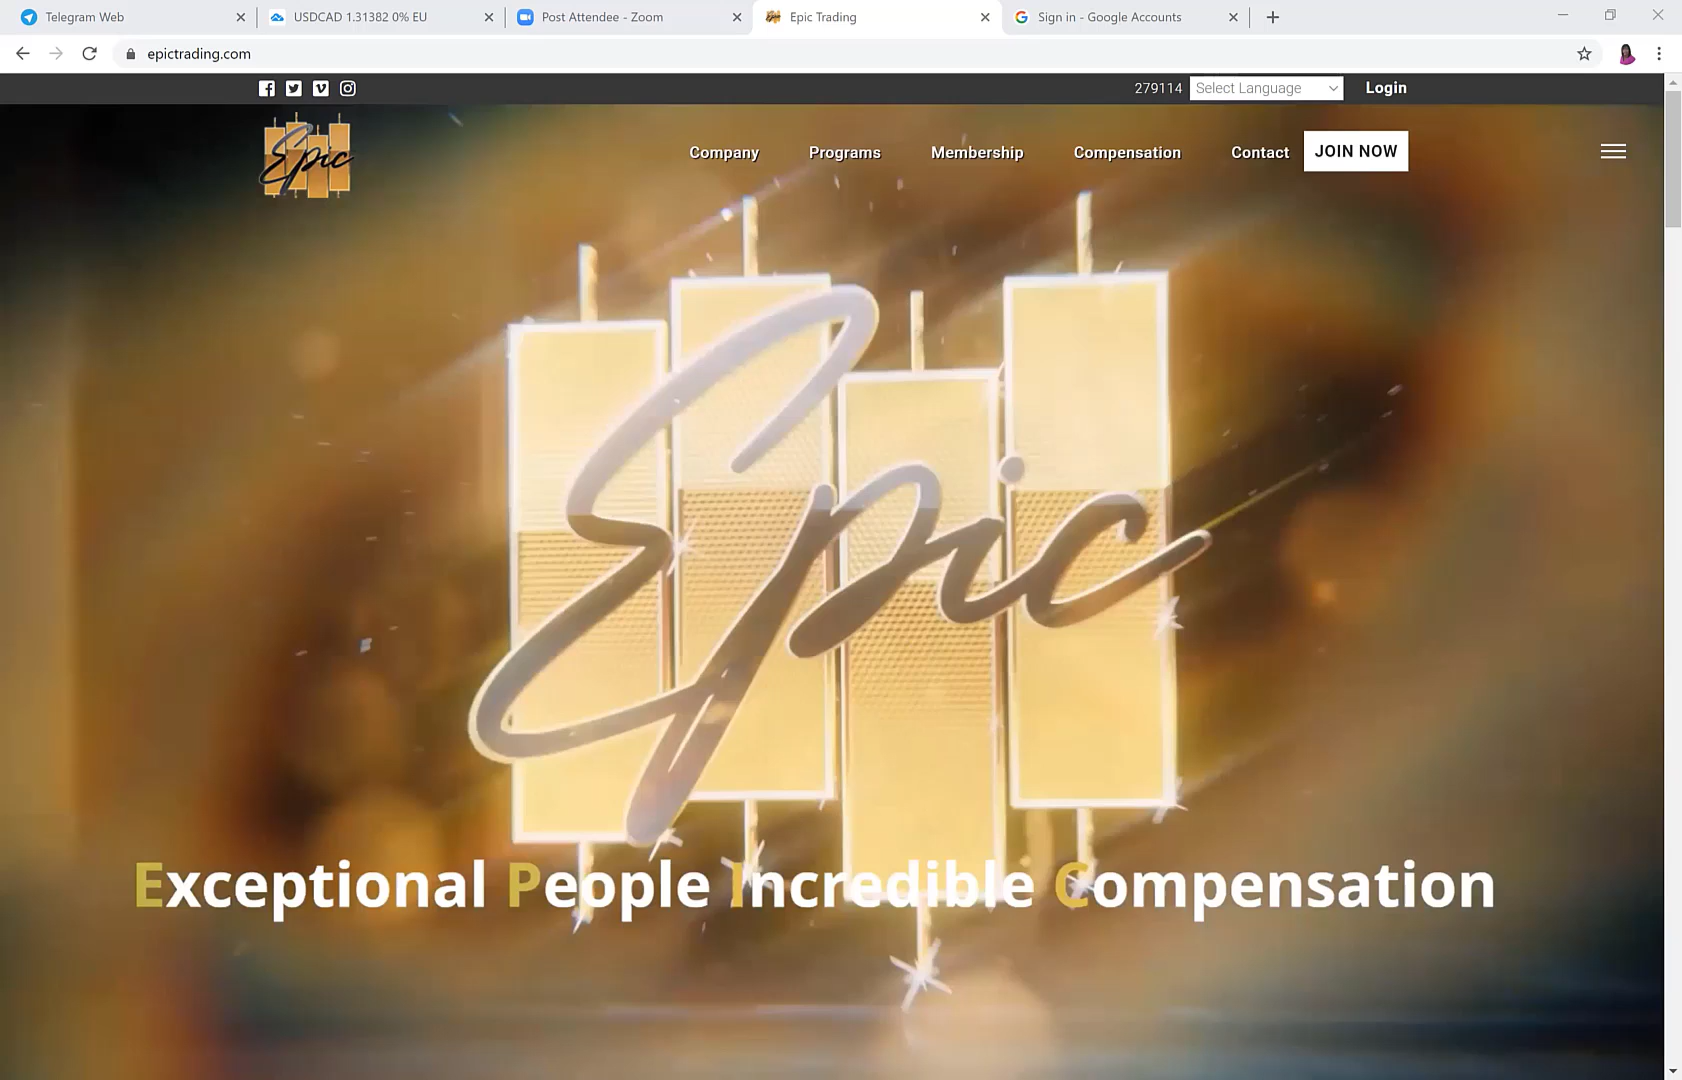 Telegram Web
USDCAD 1.31382 0% EU
Post Attendee - Zoom
Epic Trading
Sign in - Google Accounts
epictrading.com
279114
Select Language
Login
Epic
Company
Programs
Membership
Compensation
Contact
JOIN NOW
Epic
Exceptional People Incredible Compensation